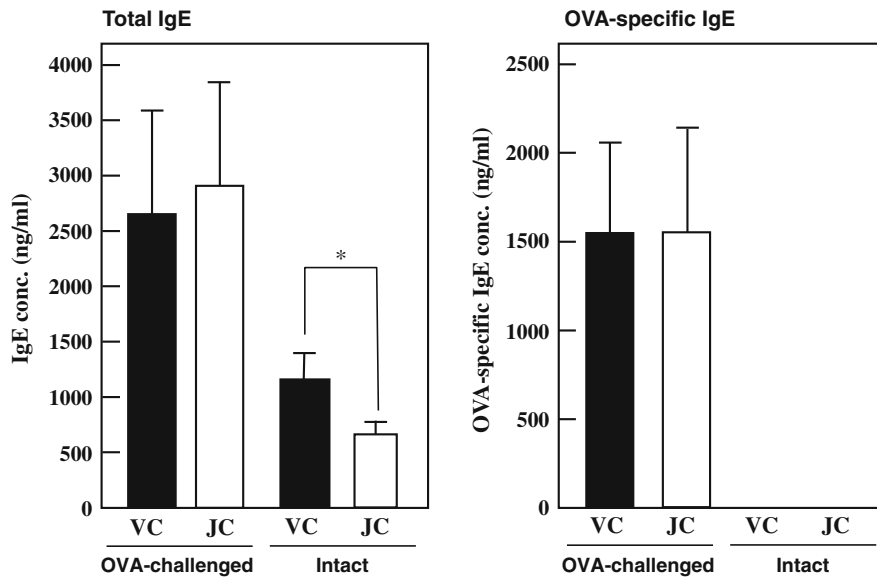 Total IgE
IgE conc. (ng/ml)
4000
3500
3000
2500
2000
1500
1000
500
0
*
VC JC VC JC
OVA-challenged Intact
OVA-specific IgE
OVA-specific IgE conc. (ng/ml)
2500
2000
1500
1000
500
0
VC JC VC JC
OVA-challenged Intact